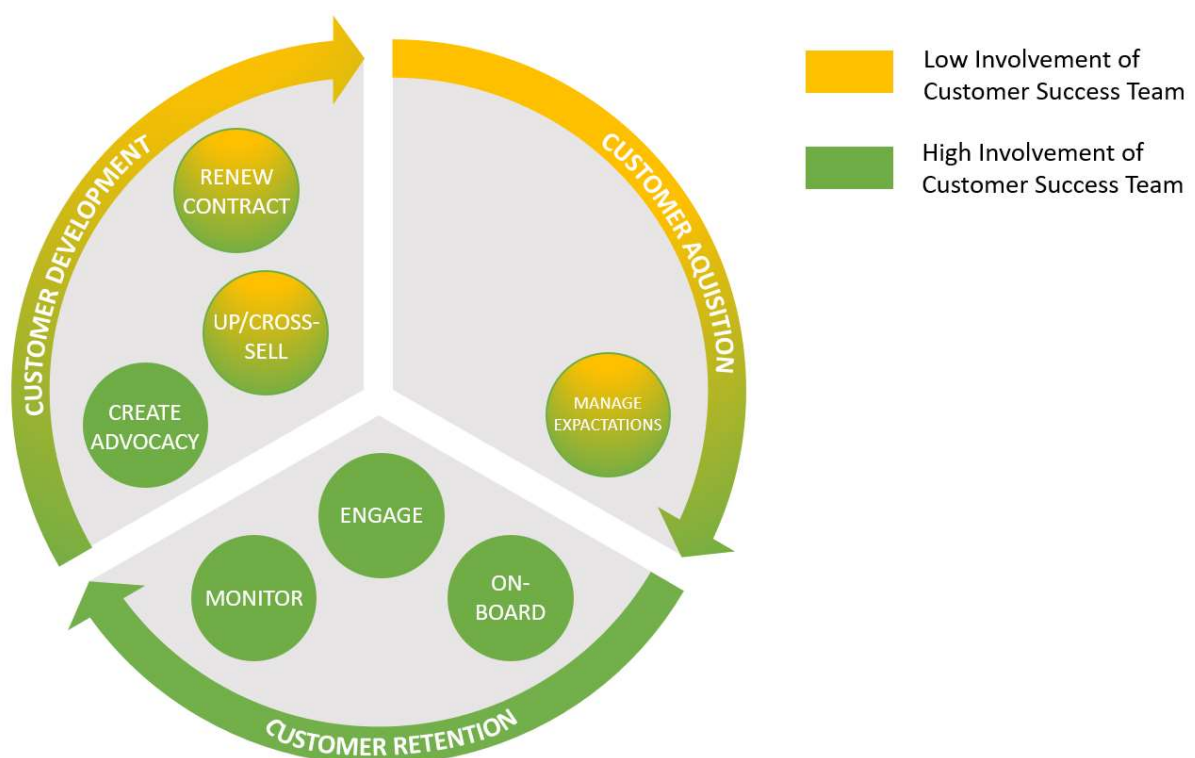 Low Involvement of
Customer Success Team
High Involvement of
Customer Success Team
CUSTOMER DEVELOPMENT
RENEW
CONTRACT
UP/CROSS-
SELL
CREATE
ADVOCACY
CUSTOMER AQUISITION
MANAGE
EXPACTATIONS
ENGAGE
MONITOR
ON-
BOARD
CUSTOMER RETENTION